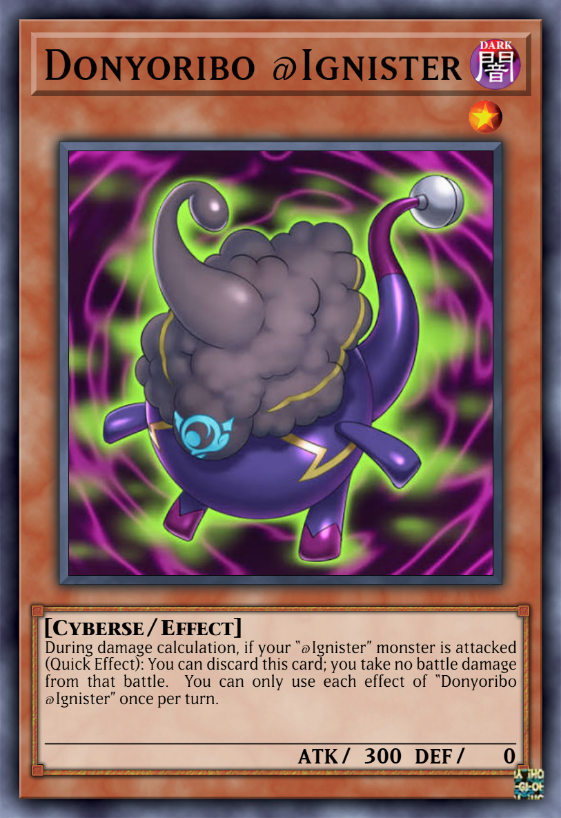 Donyoribo @Ignister
DARK
闇
[Cyberse/Effect]
During damage calculation, if your "@Ignister" monster is attacked
(Quick Effect): You can discard this card; you take no battle damage
from that battle. You can only use each effect of "Donyoribo
@Ignister" once per turn.
ATK/ 300 DEF/ 0